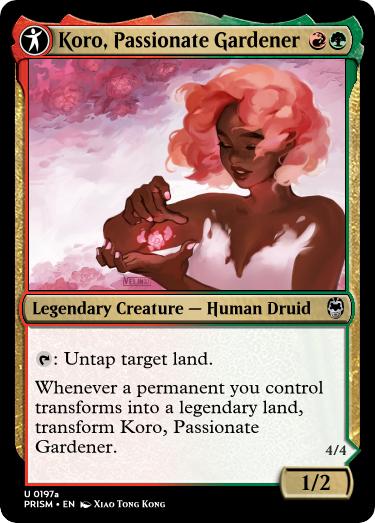 Koro, Passionate Gardener
Legendary Creature — Human Druid
: Untap target land.
Whenever a permanent you control
transforms into a legendary land,
transform Koro, Passionate
Gardener.
4/4
1/2
U 0197a
PRISM • EN Xiao Tong Kong